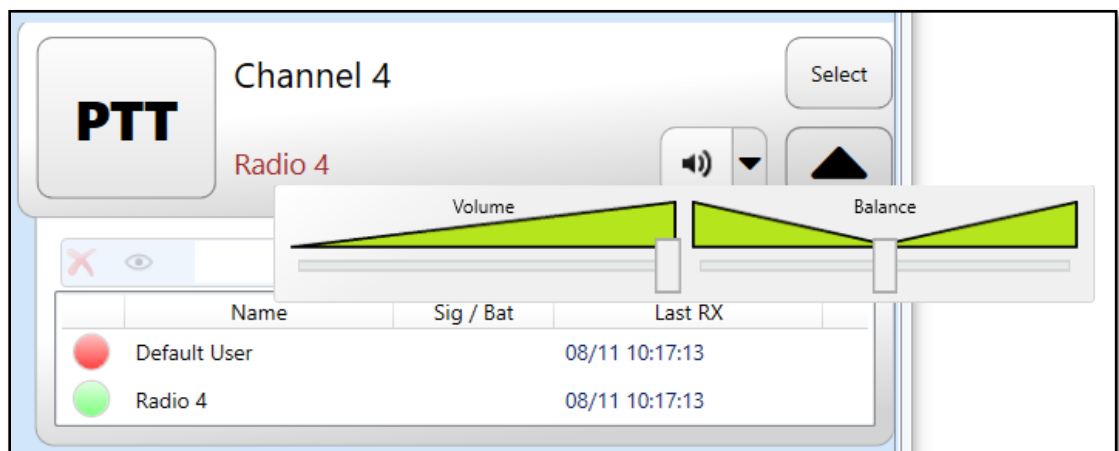 PTT
Channel 4
Select
Radio 4
Volume
Balance
Name Sig / Bat Last RX
Default User 08/11 10:17:13
Radio 4 08/11 10:17:13